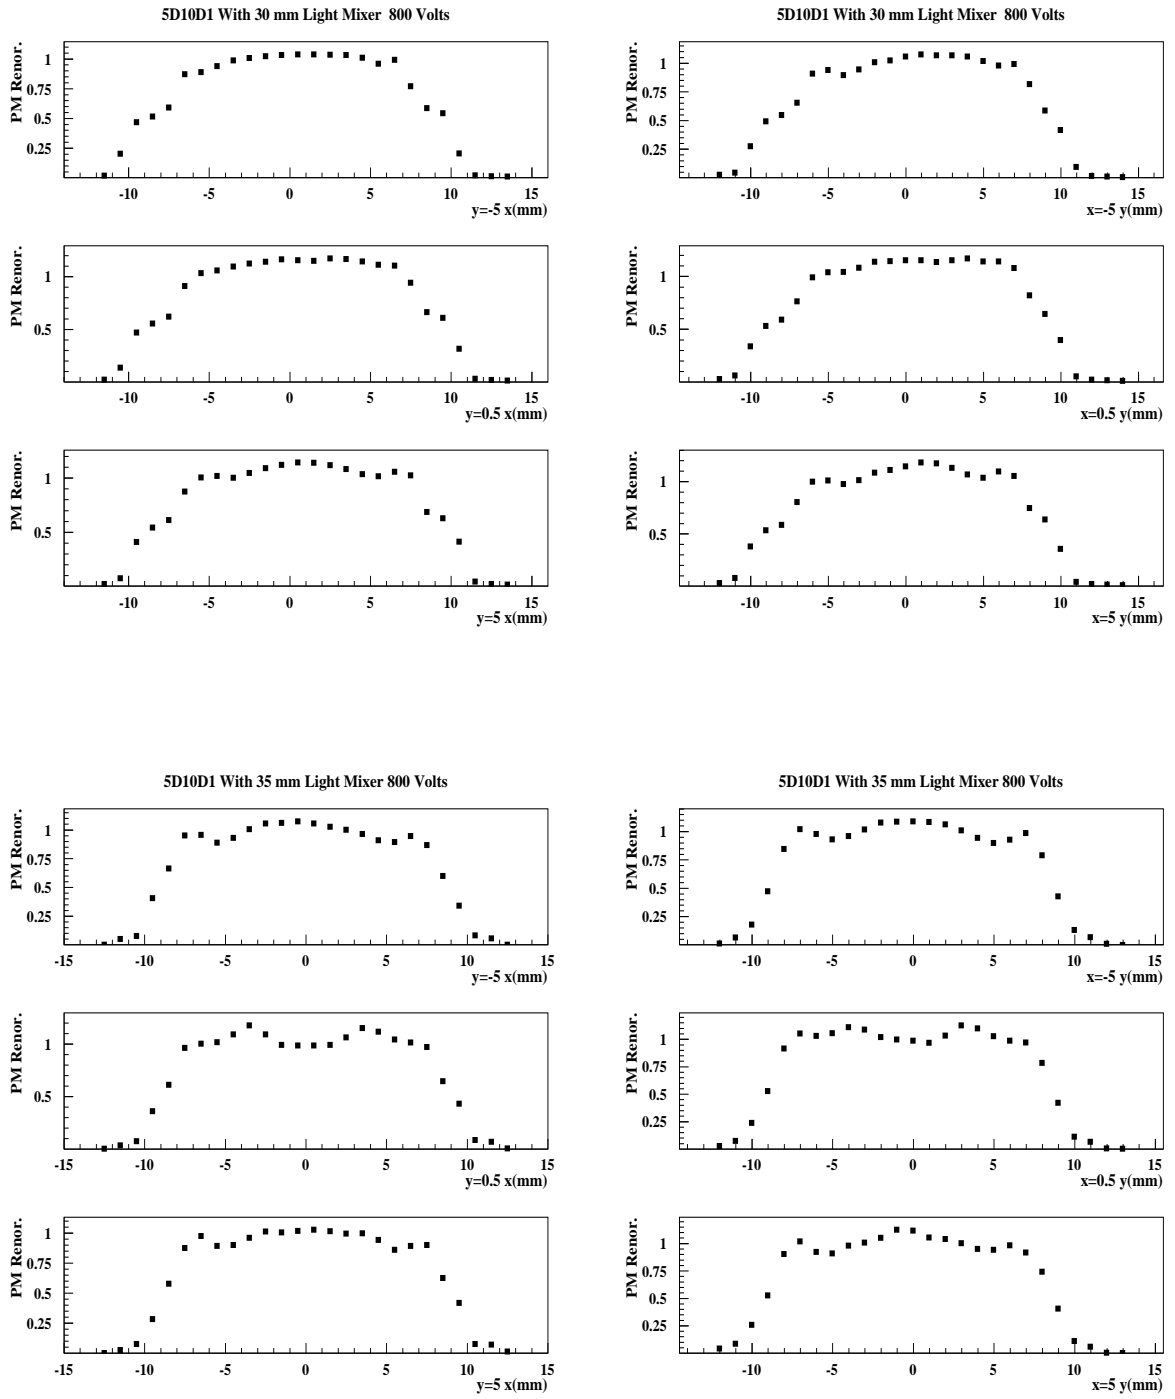 5D10D1 With 30 mm Light Mixer 800 Volts
PM Renor.
1
0.75
0.5
0.25
-10 -5 0 5 10 15
y=-5 x(mm)
PM Renor.
1
0.5
-10 -5 0 5 10 15
y=0.5 x(mm)
PM Renor.
1
0.5
-10 -5 0 5 10 15
y=5 x(mm)
5D10D1 With 30 mm Light Mixer 800 Volts
PM Renor.
1
0.75
0.5
0.25
-10 -5 0 5 10 15
x=-5 y(mm)
PM Renor.
1
0.5
-10 -5 0 5 10 15
x=0.5 y(mm)
PM Renor.
1
0.5
-10 -5 0 5 10 15
x=5 y(mm)
5D10D1 With 35 mm Light Mixer 800 Volts
PM Renor.
1
0.75
0.5
0.25
-15 -10 -5 0 5 10 15
y=-5 x(mm)
PM Renor.
1
0.5
-15 -10 -5 0 5 10 15
y=0.5 x(mm)
PM Renor.
1
0.75
0.5
0.25
-15 -10 -5 0 5 10 15
y=5 x(mm)
5D10D1 With 35 mm Light Mixer 800 Volts
PM Renor.
1
0.75
0.5
0.25
-10 -5 0 5 10 15
x=-5 y(mm)
PM Renor.
1
0.75
0.5
0.25
-10 -5 0 5 10 15
x=0.5 y(mm)
PM Renor.
1
0.75
0.5
0.25
-10 -5 0 5 10 15
x=5 y(mm)